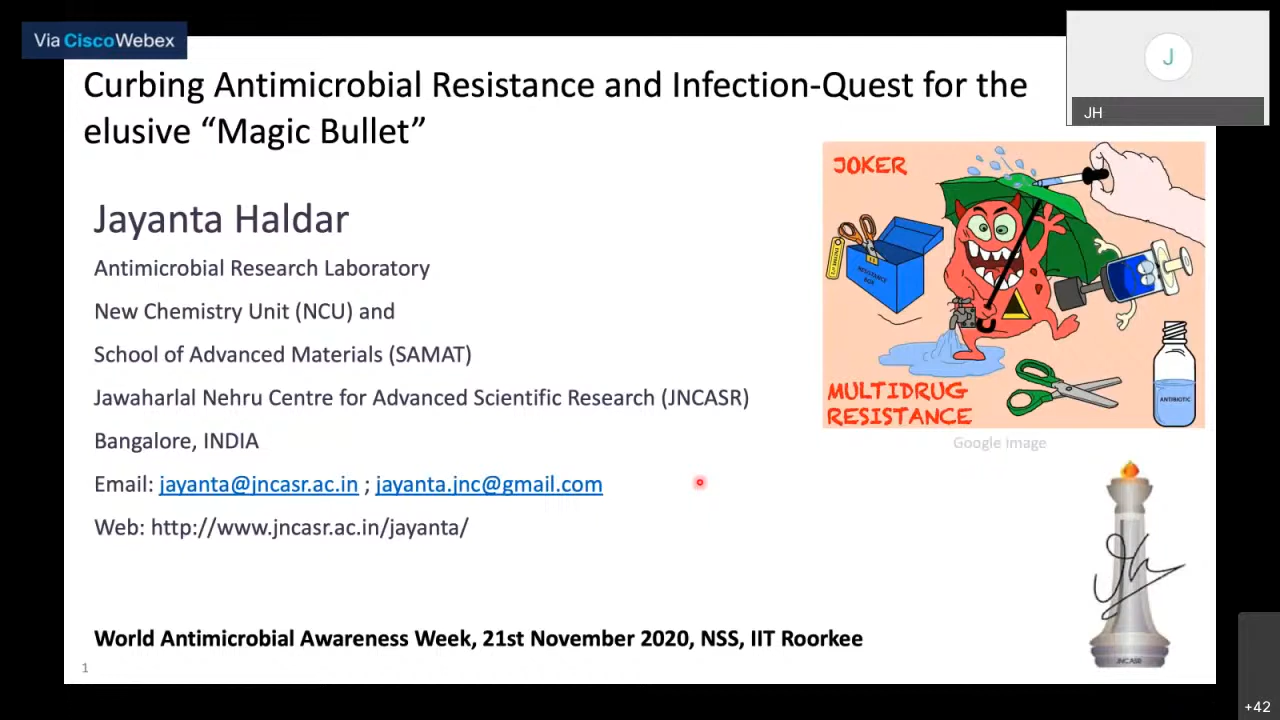 Via CiscoWebex
J
JH
Curbing Antimicrobial Resistance and Infection-Quest for the
elusive “Magic Bullet”
Jayanta Haldar
Antimicrobial Research Laboratory
New Chemistry Unit (NCU) and
School of Advanced Materials (SAMAT)
Jawaharlal Nehru Centre for Advanced Scientific Research (JNCASR)
Bangalore, INDIA
Email: jayanta@jncasr.ac.in ; jayanta.jnc@gmail.com
Web: http://www.jncasr.ac.in/jayanta/
JOKER
RESISTANCE
MULTIDRUG
RESISTANCE
ANTIBIOTIC
Google image
JNCASR
World Antimicrobial Awareness Week, 21st November 2020, NSS, IIT Roorkee
1
+42